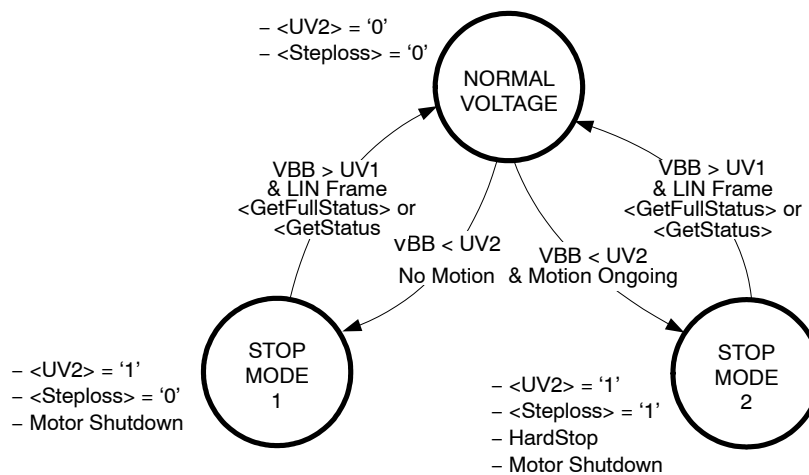 – <UV2> = ‘0’
– <Steploss> = ‘0’
NORMAL
VOLTAGE
VBB > UV1
& LIN Frame
<GetFullStatus> or
<GetStatus
VBB > UV1
& LIN Frame
<GetFullStatus> or
<GetStatus>
vBB < UV2
No Motion
VBB < UV2
& Motion Ongoing
STOP
MODE
1
– <UV2> = ‘1’
– <Steploss> = ‘0’
– Motor Shutdown
STOP
MODE
2
– <UV2> = ‘1’
– <Steploss> = ‘1’
– HardStop
– Motor Shutdown